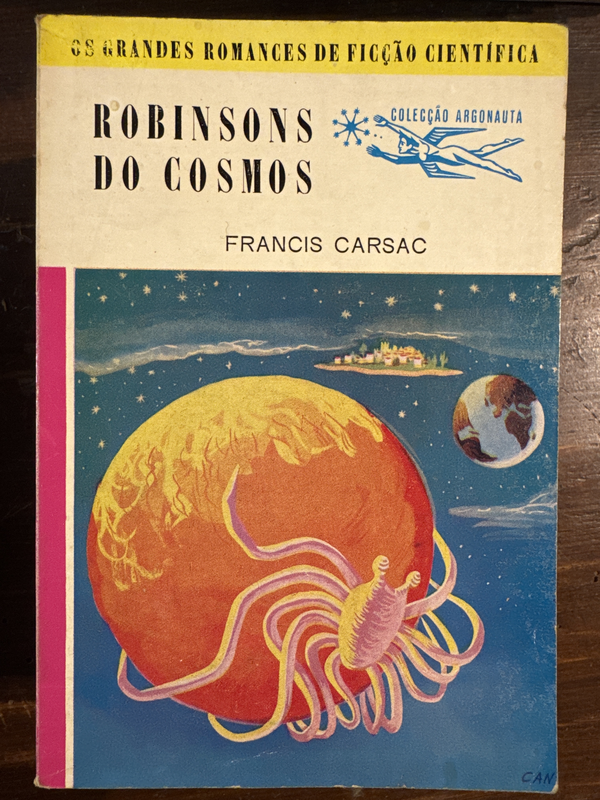 OS GRANDES ROMANCES DE FICÇÃO CIENTÍFICA
ROBINSONS
DO COSMOS
COLECÇÃO ARGONAUTA
FRANCIS CARSAC
CAN